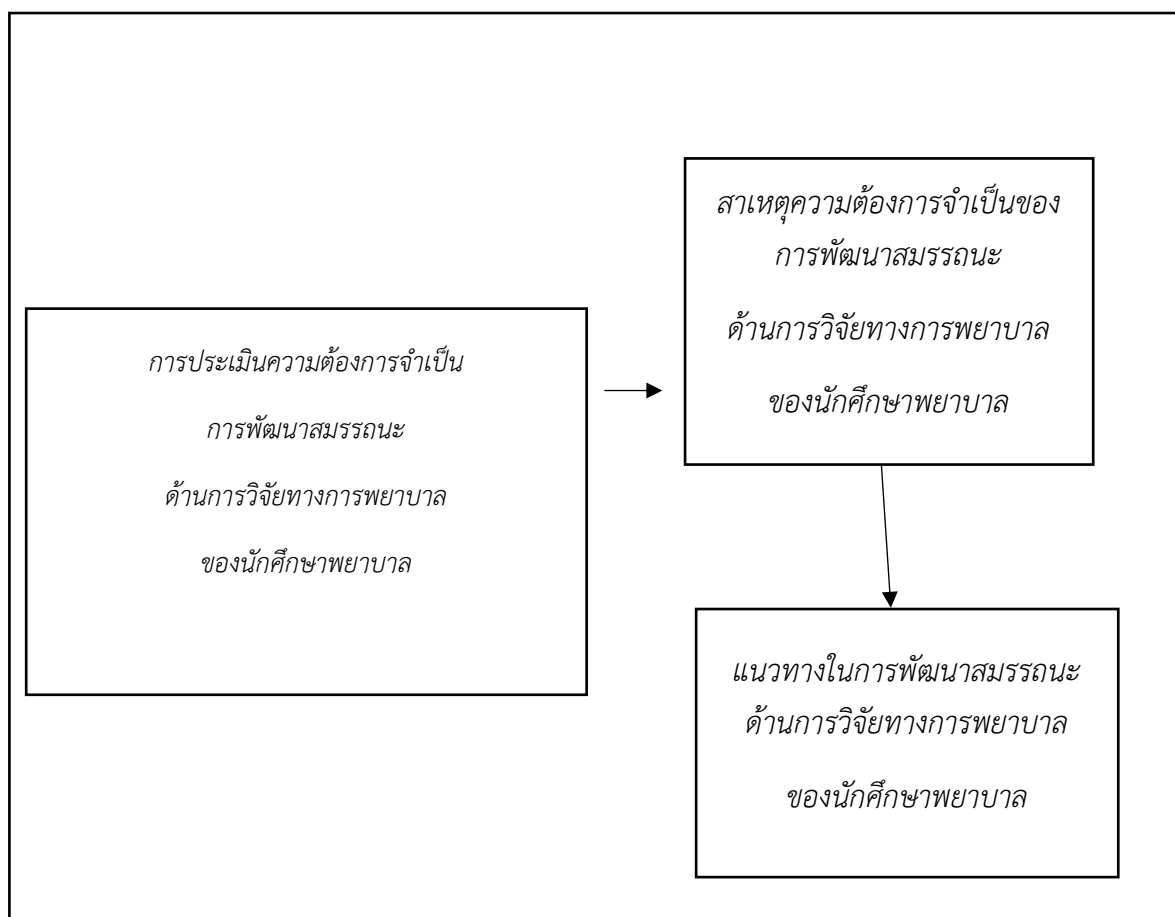 การประเมินความต้องการจำเป็น
การพัฒนาสมรรถนะ
ด้านการวิจัยทางการพยาบาล
ของนักศึกษาพยาบาล
สาเหตุความต้องการจำเป็นของ
การพัฒนาสมรรถนะ
ด้านการวิจัยทางการพยาบาล
ของนักศึกษาพยาบาล
แนวทางในการพัฒนาสมรรถนะ
ด้านการวิจัยทางการพยาบาล
ของนักศึกษาพยาบาล